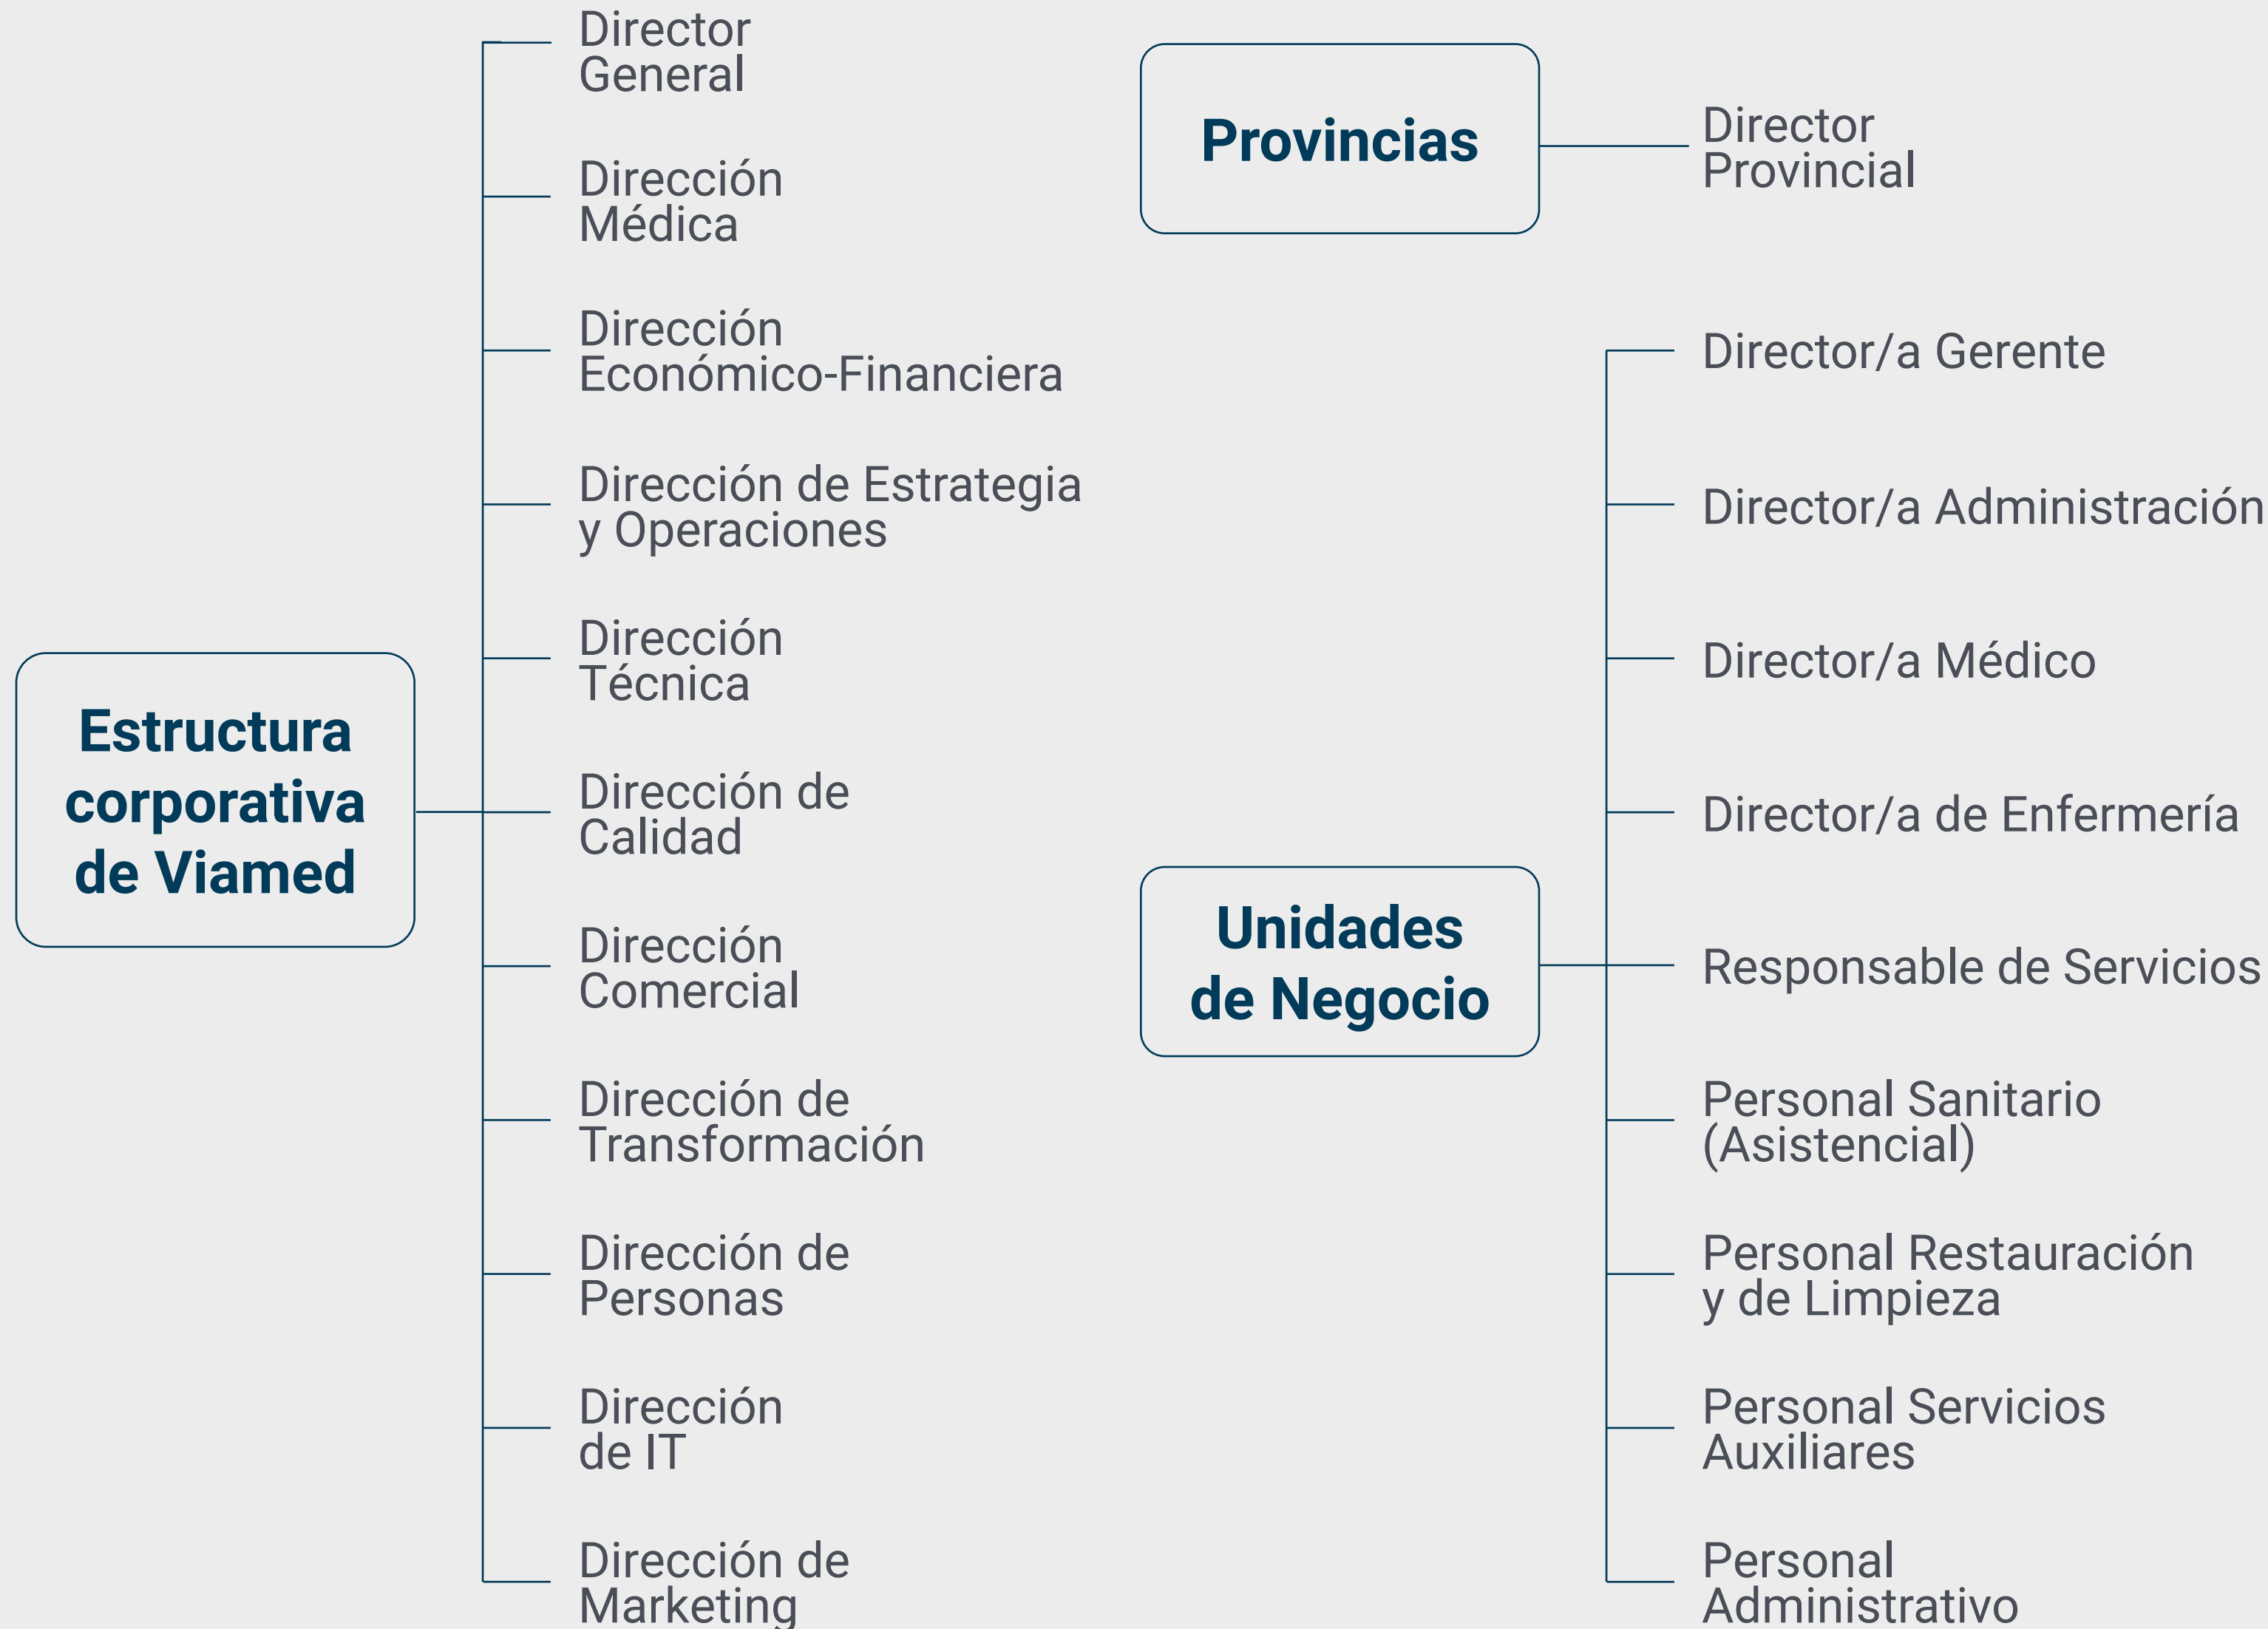 Estructura
corporativa
de Viamed
Director
General
Dirección
Médica
Dirección
Económico-Financiera
Dirección de Estrategia
y Operaciones
Dirección
Técnica
Dirección de
Calidad
Dirección
Comercial
Dirección de
Transformación
Dirección de
Personas
Dirección
de IT
Dirección de
Marketing
Provincias
Director
Provincial
Unidades
de Negocio
Director/a Gerente
Director/a Administración
Director/a Médico
Director/a de Enfermería
Responsable de Servicios
Personal Sanitario
(Asistencial)
Personal Restauración
y de Limpieza
Personal Servicios
Auxiliares
Personal
Administrativo